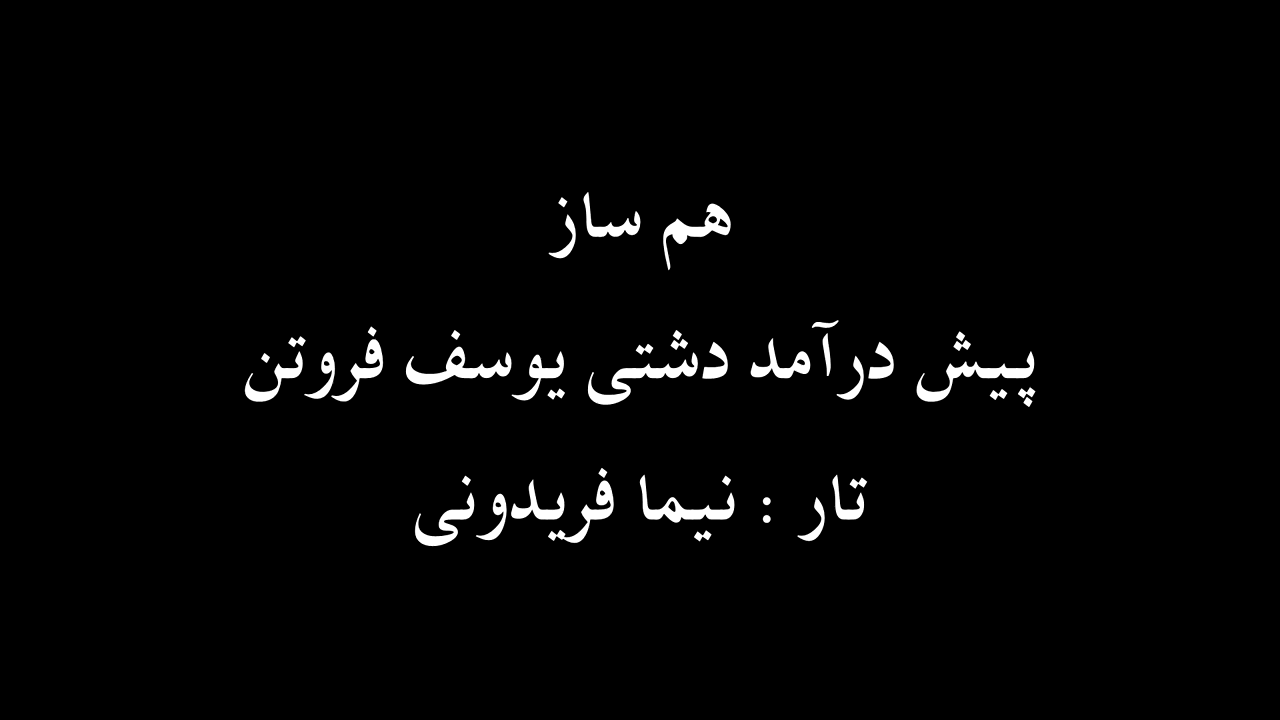 هم ساز
پیش درآمد دشتی یوسف فروتن
تار : نیما فریدونی